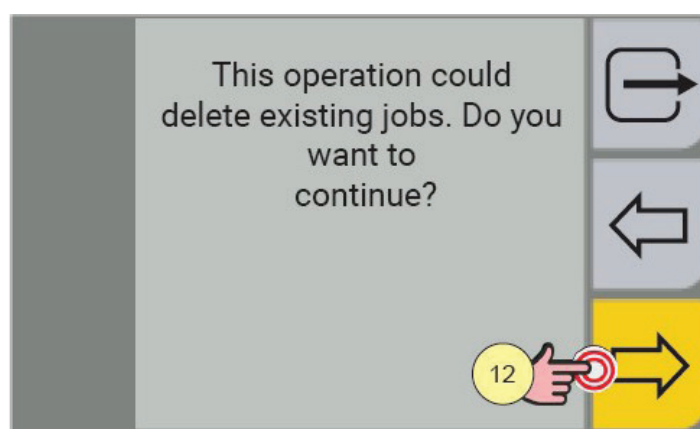 This operation could
delete existing jobs. Do you
want to
continue?
12